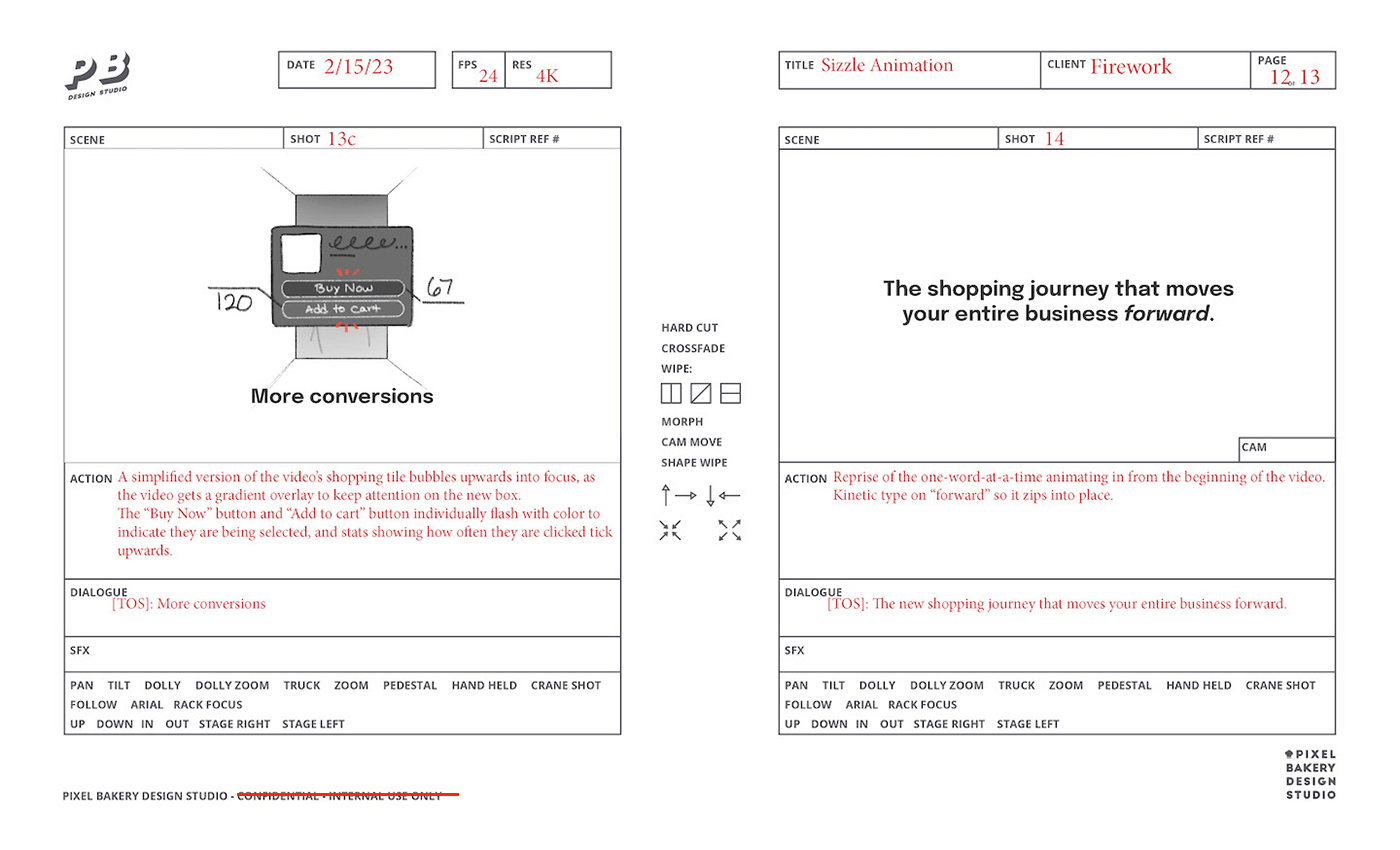 PB
DESIGN STUDIO
DATE 2/15/23
FPS 24
RES 4K
TITLE Sizzle Animation
CLIENT Firework
PAGE 12 OF 13
SCENE
SHOT 13c
SCRIPT REF #
Buy Now
Add to cart
120
67
More conversions
ACTION A simplified version of the video's shopping tile bubbles upwards into focus, as
the video gets a gradient overlay to keep attention on the new box.
The “Buy Now” button and “Add to cart” button individually flash with color to
indicate they are being selected, and stats showing how often they are clicked tick
upwards.
DIALOGUE
[TOS]: More conversions
SFX
PAN TILT DOLLY DOLLY ZOOM TRUCK ZOOM PEDESTAL HAND HELD CRANE SHOT
FOLLOW ARIAL RACK FOCUS
UP DOWN IN OUT STAGE RIGHT STAGE LEFT
HARD CUT
CROSSFADE
WIPE:
MORPH
CAM MOVE
SHAPE WIPE
SCENE
SHOT 14
SCRIPT REF #
The shopping journey that moves
your entire business forward.
CAM
ACTION Reprise of the one-word-at-a-time animating in from the beginning of the video.
Kinetic type on “forward” so it zips into place.
DIALOGUE
[TOS]: The new shopping journey that moves your entire business forward.
SFX
PAN TILT DOLLY DOLLY ZOOM TRUCK ZOOM PEDESTAL HAND HELD CRANE SHOT
FOLLOW ARIAL RACK FOCUS
UP DOWN IN OUT STAGE RIGHT STAGE LEFT
PIXEL BAKERY DESIGN STUDIO - CONFIDENTIAL - INTERNAL USE ONLY
PIXEL
BAKERY
DESIGN
STUDIO